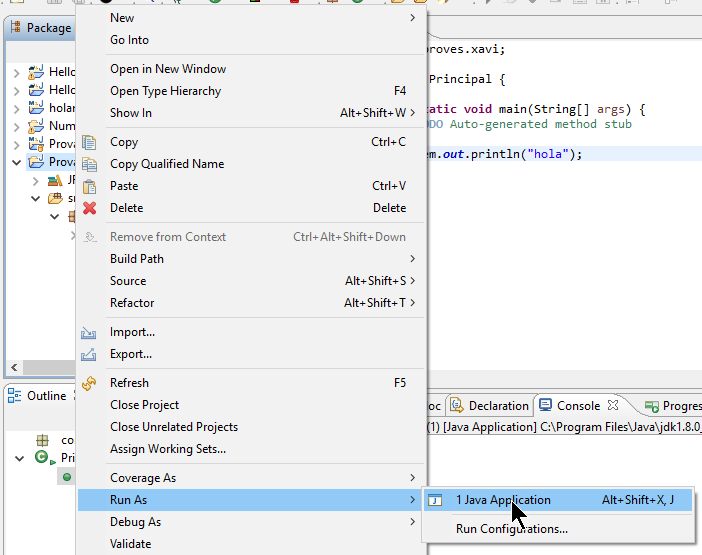 Package
New
Go Into
Open in New Window
Open Type Hierarchy F4
Show In Alt+Shift+W
Copy Ctrl+C
Copy Qualified Name
Paste Ctrl+V
Delete Delete
Remove from Context Ctrl+Alt+Shift+Down
Build Path
Source Alt+Shift+S
Refactor Alt+Shift+T
Import...
Export...
Refresh F5
Close Project
Close Unrelated Projects
Assign Working Sets...
Coverage As
Run As
Debug As
Validate
1 Java Application Alt+Shift+X, J
Run Configurations...
Hello
Hello
holar
Num
Prova
Prova
JF
sr
Outline
co
Pri
proves.xavi;
Principal {
tatic void main(String[] args) {
DO Auto-generated method stub
em.out.println("hola");
oc Declaration Console Progres
(1) [Java Application] C:\Program Files\Java\jdk1.8.0_